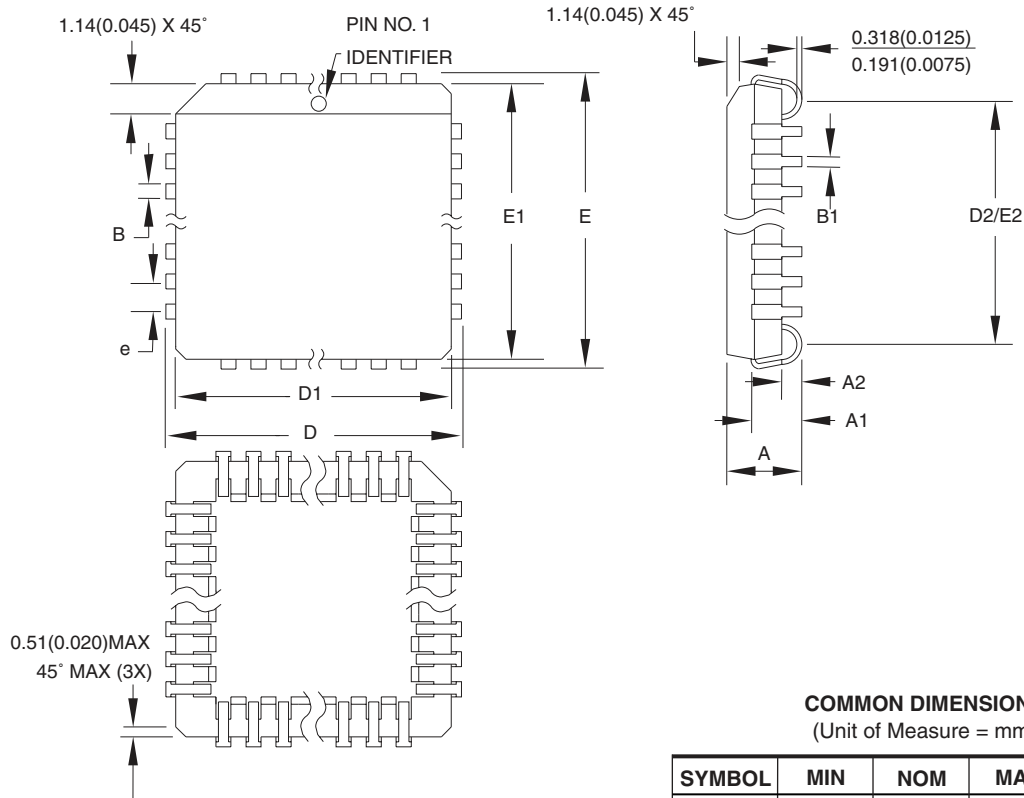 1.14(0.045) X 45˚
PIN NO. 1
IDENTIFIER
1.14(0.045) X 45˚
0.318(0.0125)
0.191(0.0075)
B
e
E1
E
B1
D2/E2
D1
D
A2
A1
A
0.51(0.020)MAX
45˚ MAX (3X)
COMMON DIMENSION
(Unit of Measure = mm
SYMBOL MIN NOM MA